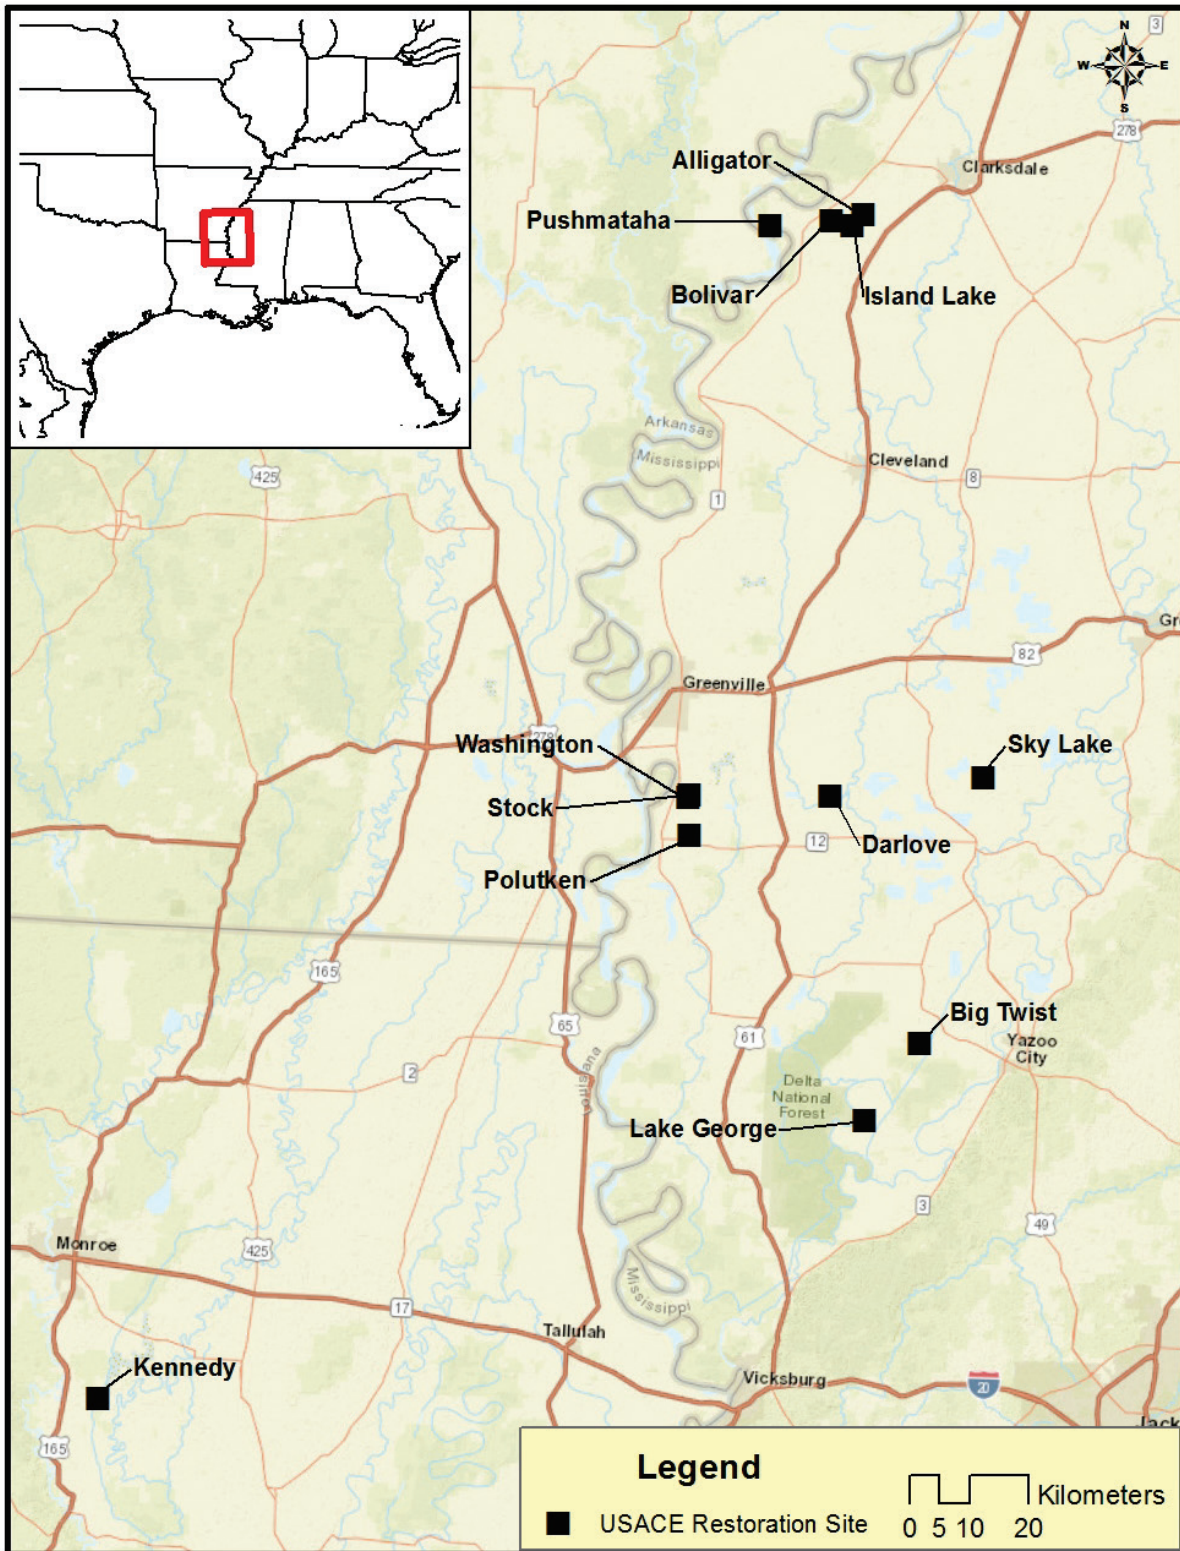 N
W E
S
3
278
Clarksdale
Alligator
Pushmataha
Bolivar
Island Lake
Arkansas
Mississippi
Cleveland
425
8
1
Gr
82
Greenville
278
Washington
Sky Lake
Stock
12
Darlove
Polutken
165
Big Twist
65
61
Yazoo
City
Louisiana
2
Delta
National
Forest
Lake George
3
49
Monroe
425
Mississippi
17
Tallulah
Kennedy
Vicksburg
20
165
Jack
Legend
USACE Restoration Site
Kilometers
0 5 10 20